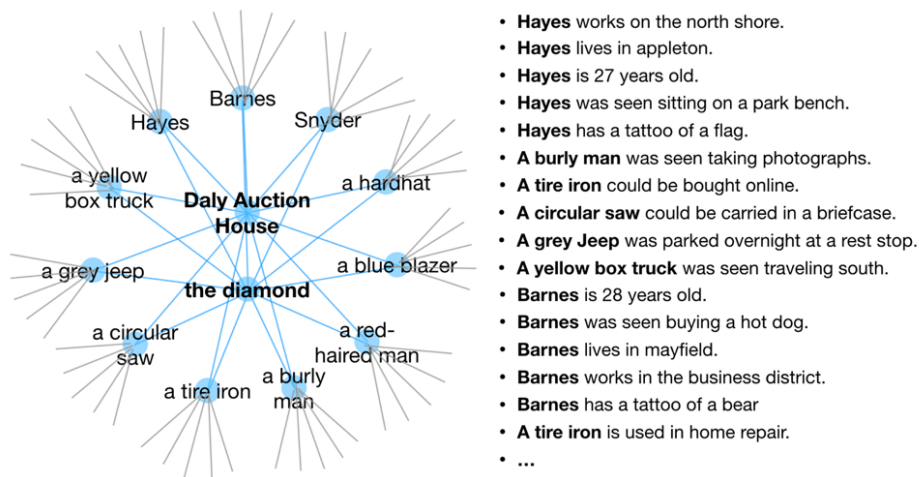 Barnes
Hayes
Snyder
a yellow
box truck
a hardhat
Daly Auction
House
a grey jeep
a blue blazer
the diamond
a circular
saw
a red-
haired man
a tire iron
a burly
man
• Hayes works on the north shore.
• Hayes lives in appleton.
• Hayes is 27 years old.
• Hayes was seen sitting on a park bench.
• Hayes has a tattoo of a flag.
• A burly man was seen taking photographs.
• A tire iron could be bought online.
• A circular saw could be carried in a briefcase.
• A grey Jeep was parked overnight at a rest stop.
• A yellow box truck was seen traveling south.
• Barnes is 28 years old.
• Barnes was seen buying a hot dog.
• Barnes lives in mayfield.
• Barnes works in the business district.
• Barnes has a tattoo of a bear
• A tire iron is used in home repair.
• ...